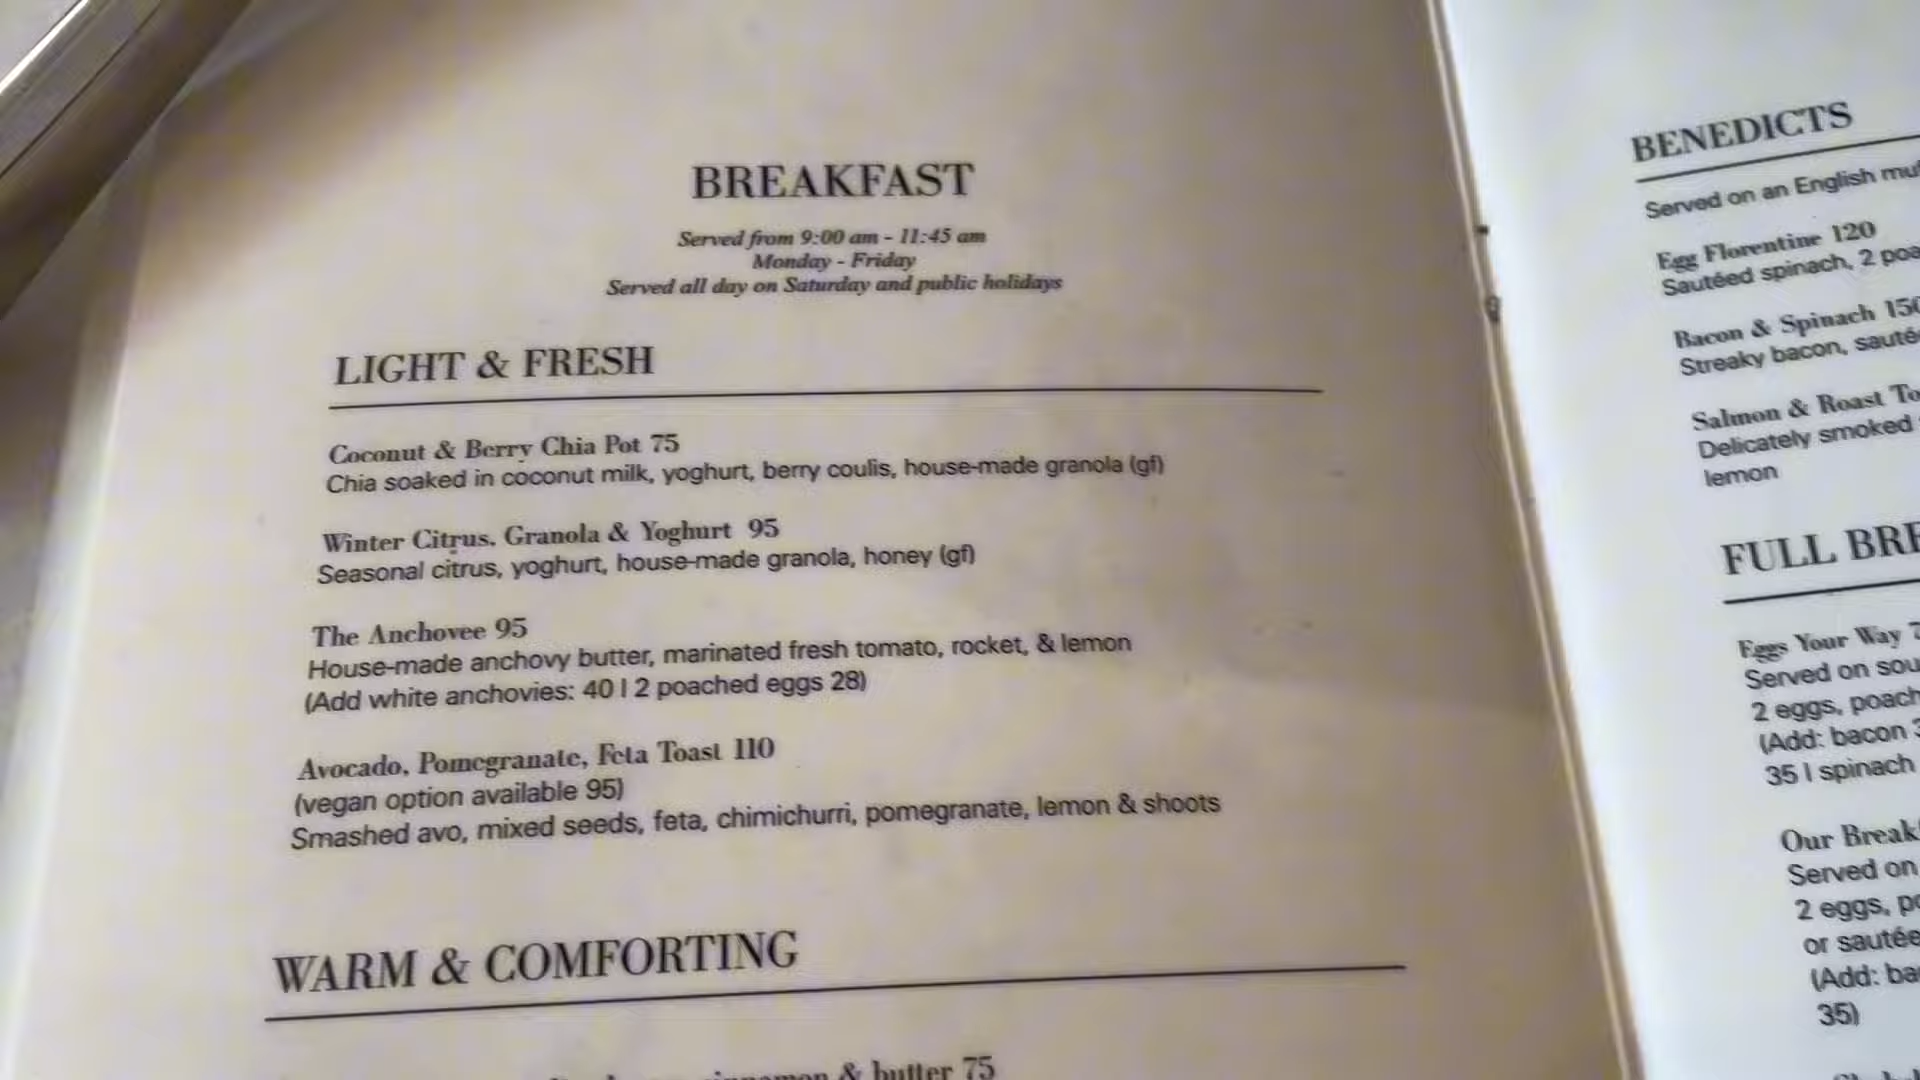 BREAKFAST
Served from 9:00 am - 11:45 am
Monday - Friday
Served all day on Saturday and public holidays
LIGHT & FRESH
Coconut & Berry Chia Pot 75
Chia soaked in coconut milk, yoghurt, berry coulis, house-made granola (gf)
Winter Citrus, Granola & Yoghurt 95
Seasonal citrus, yoghurt, house-made granola, honey (gf)
The Anchovee 95
House-made anchovy butter, marinated fresh tomato, rocket, & lemon
(Add white anchovies: 40 | 2 poached eggs 28)
Avocado, Pomegranate, Feta Toast 110
(vegan option available 95)
Smashed avo, mixed seeds, feta, chimichurri, pomegranate, lemon & shoots
WARM & COMFORTING
& butter 75
BENEDICTS
Served on an English
Egg Florentine 120
Sautéed spinach, 2
Bacon & Spinach
Streaky bacon,
Salmon & Roast
Delicately smoked
lemon
FULL
Eggs Your Way
Served on
2 eggs,
(Add: bacon
35 | spinach
Our
Served on
2 eggs,
or
(Add:
35)